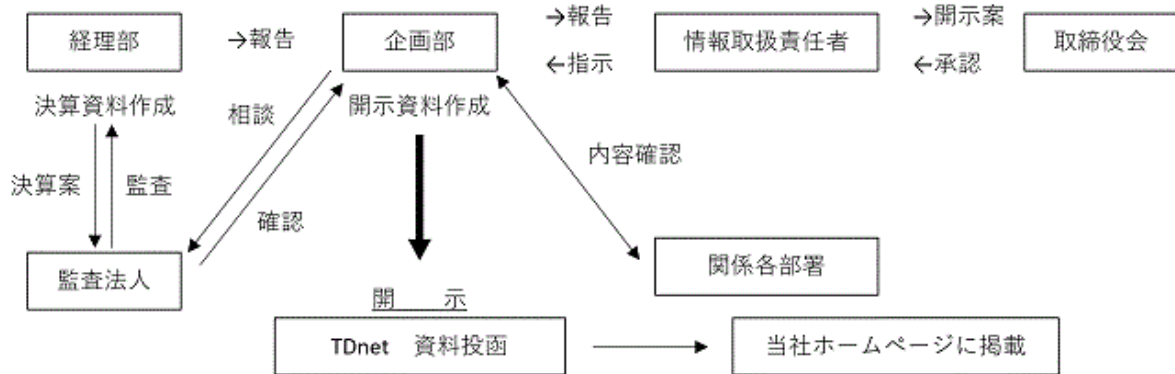 経理部
→報告
企画部
→報告
←指示
情報取扱責任者
→開示案
←承認
取締役会
決算資料作成
開示資料作成
相談
内容確認
決算案
監査
確認
監査法人
関係各部署
開　　示
TDnet　資料投函
当社ホームページに掲載